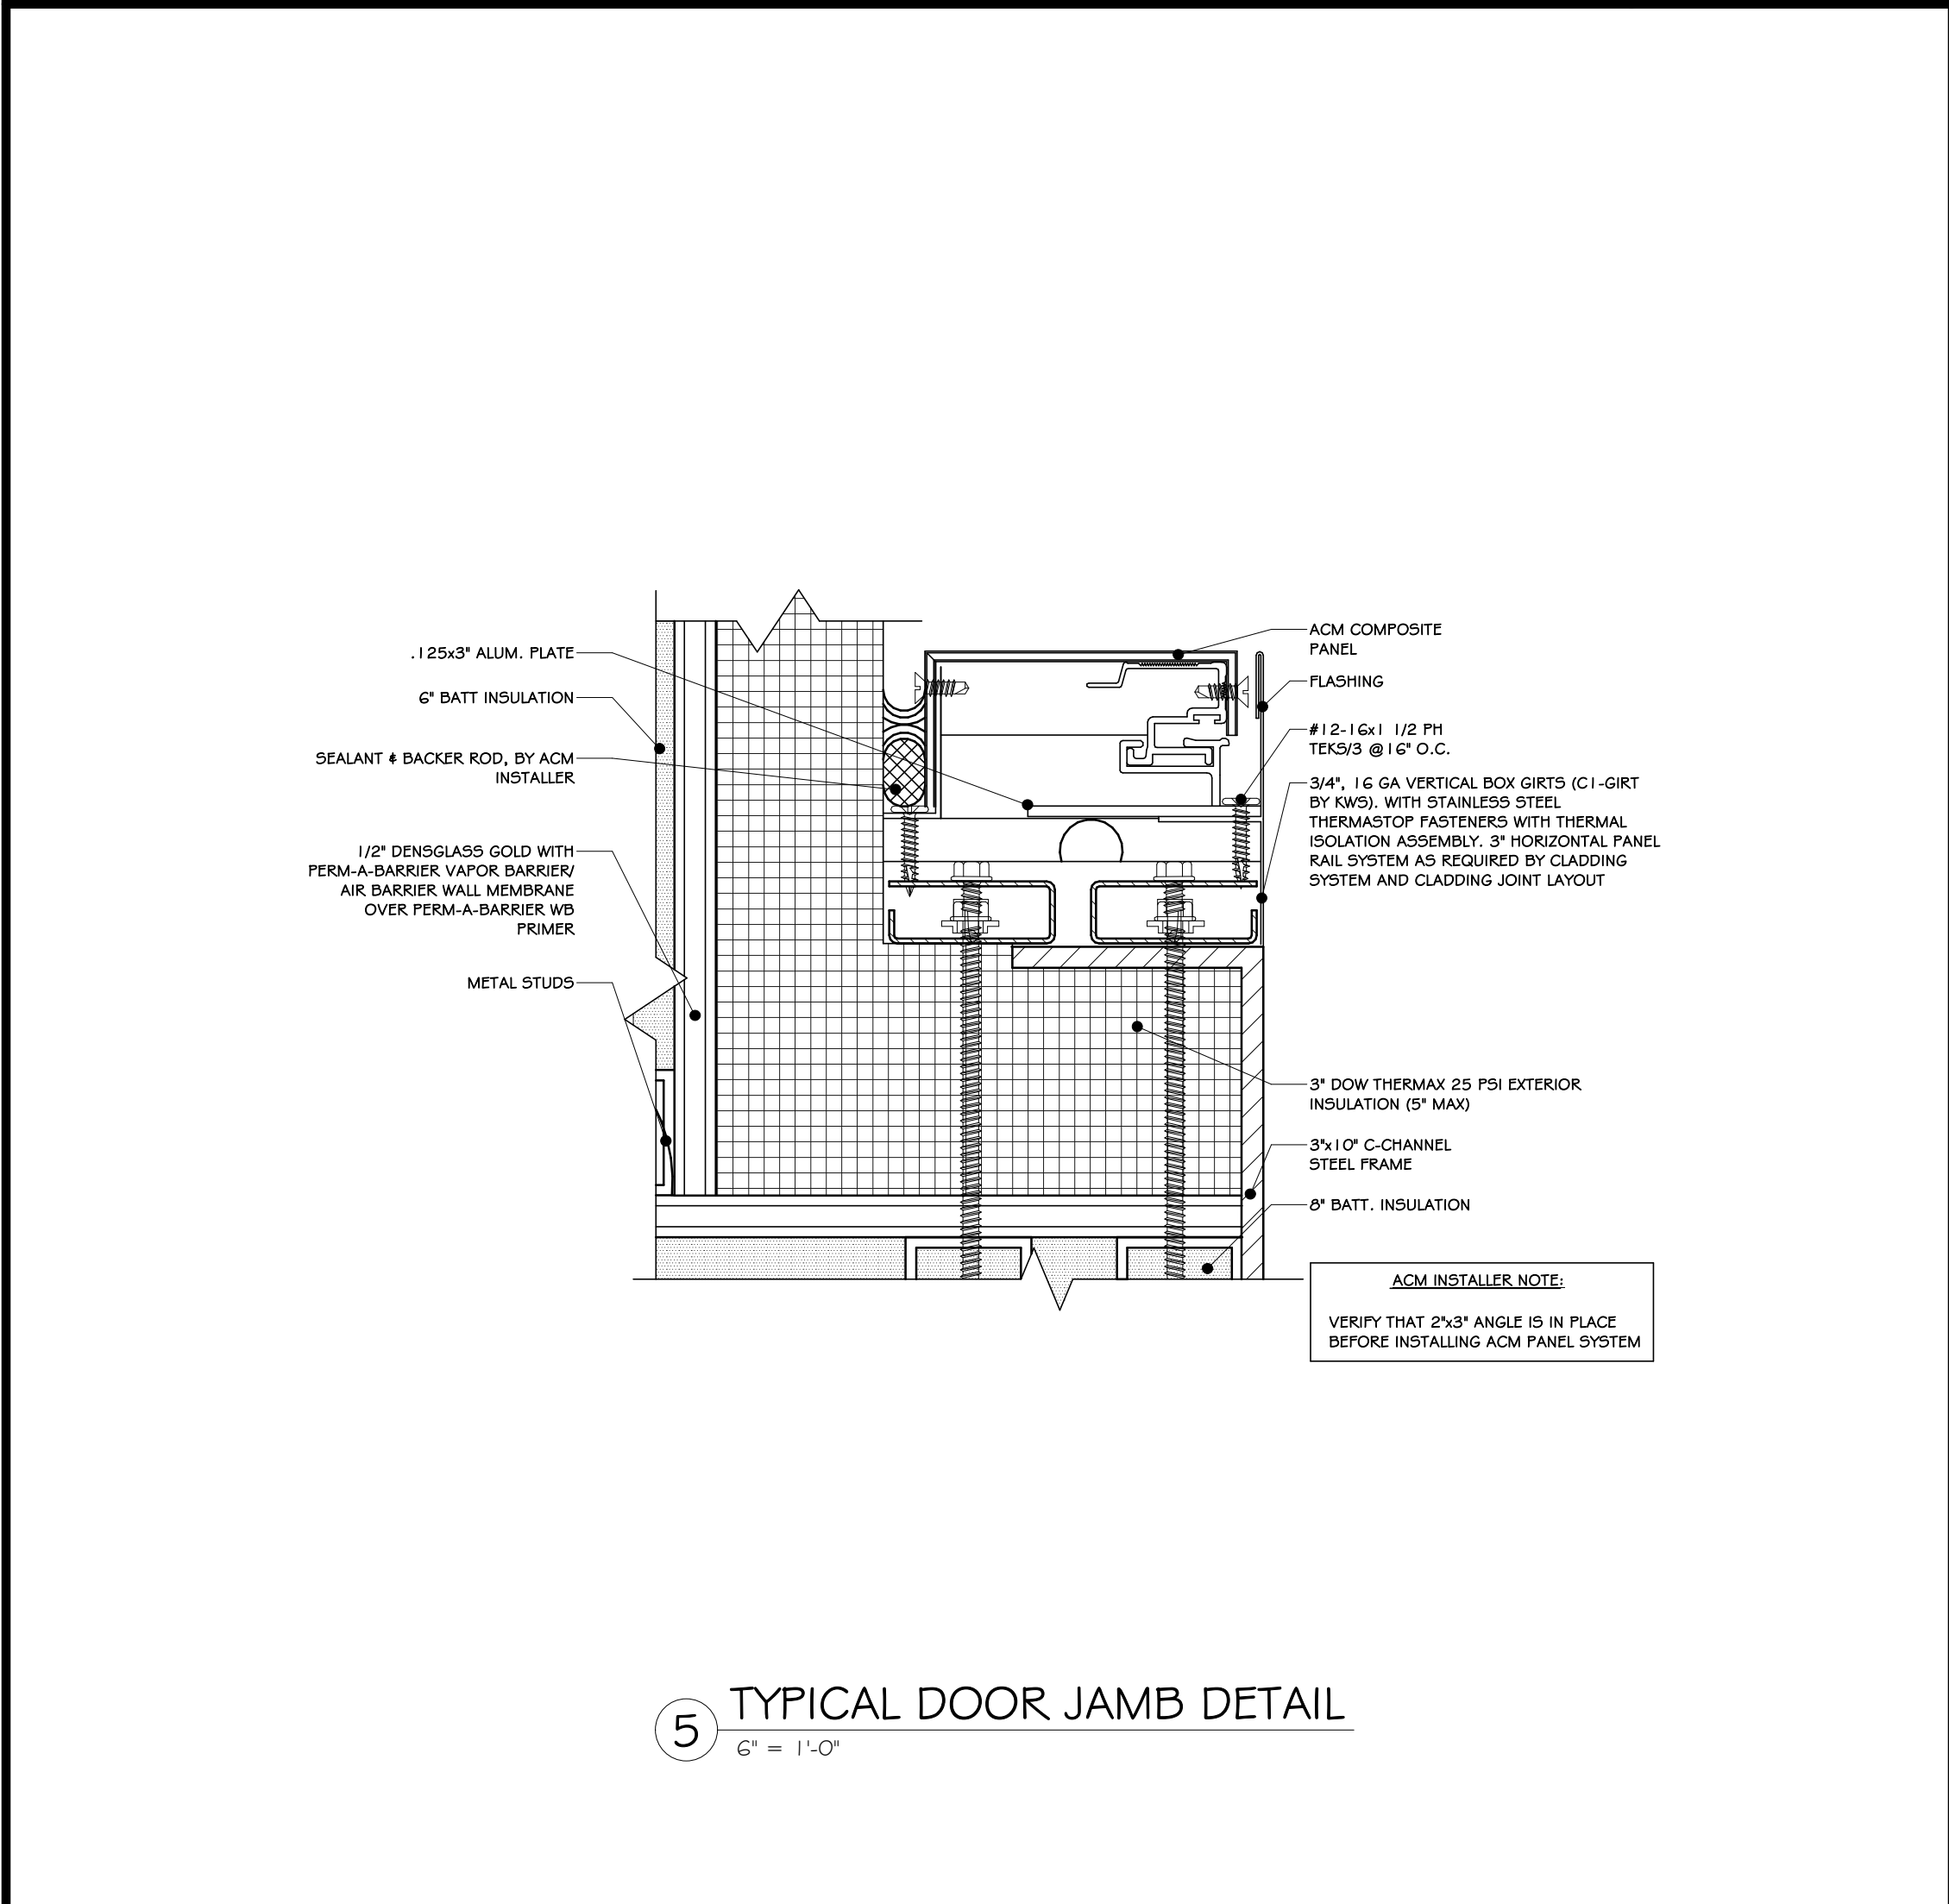 .125x3" ALUM. PLATE
6" BATT INSULATION
SEALANT & BACKER ROD, BY ACM
INSTALLER
1/2" DENSGLASS GOLD WITH
PERM-A-BARRIER VAPOR BARRIER/
AIR BARRIER WALL MEMBRANE
OVER PERM-A-BARRIER WB
PRIMER
METAL STUDS
ACM COMPOSITE
PANEL
FLASHING
#12-16x1 1/2 PH
TEKS/3 @16" O.C.
3/4", 16 GA VERTICAL BOX GIRTS (C1-GIRT
BY KWS). WITH STAINLESS STEEL
THERMASTOP FASTENERS WITH THERMAL
ISOLATION ASSEMBLY. 3" HORIZONTAL PANEL
RAIL SYSTEM AS REQUIRED BY CLADDING
SYSTEM AND CLADDING JOINT LAYOUT
3" DOW THERMAX 25 PSI EXTERIOR
INSULATION (5" MAX)
3"x10" C-CHANNEL
STEEL FRAME
8" BATT. INSULATION
ACM INSTALLER NOTE:
VERIFY THAT 2"x3" ANGLE IS IN PLACE
BEFORE INSTALLING ACM PANEL SYSTEM
5 TYPICAL DOOR JAMB DETAIL
6" = 1'-0"